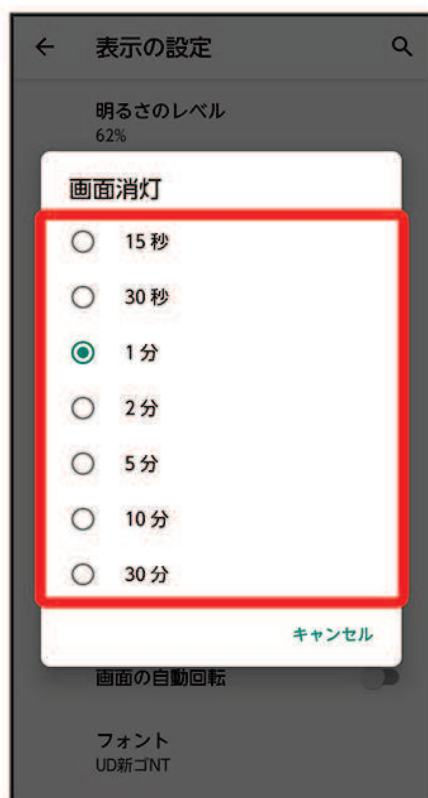 表示の設定
明るさのレベル
62%
画面消灯
15 秒
30 秒
1 分
2 分
5 分
10 分
30 分
キャンセル
画面の自動回転
フォント
UD新ゴNT